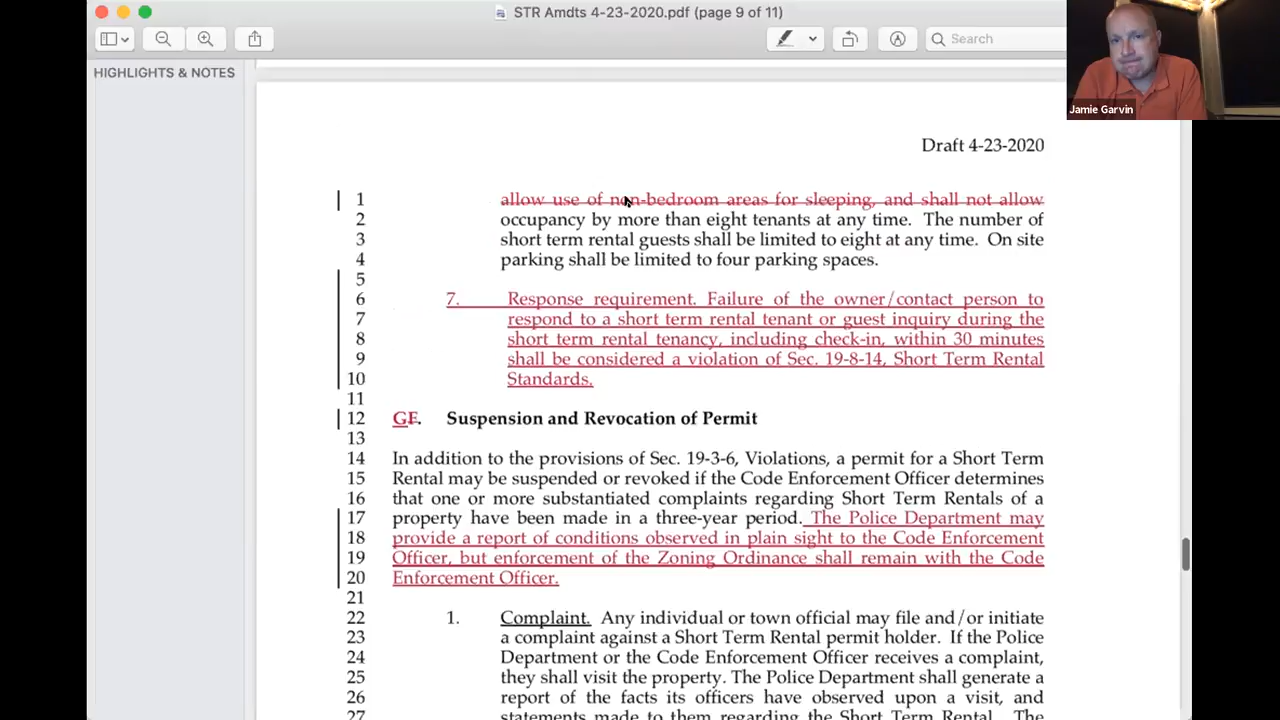 STR Amdts 4-23-2020.pdf (page 9 of 11)
Search
HIGHLIGHTS & NOTES
Jamie Garvin
Draft 4-23-2020
1 allow use of non-bedroom areas for sleeping, and shall not allow
2 occupancy by more than eight tenants at any time. The number of
3 short term rental guests shall be limited to eight at any time. On site
4 parking shall be limited to four parking spaces.
5
6 7. Response requirement. Failure of the owner/contact person to
7 respond to a short term rental tenant or guest inquiry during the
8 short term rental tenancy, including check-in, within 30 minutes
9 shall be considered a violation of Sec. 19-8-14, Short Term Rental
10 Standards.
11
12 GF. Suspension and Revocation of Permit
13
14 In addition to the provisions of Sec. 19-3-6, Violations, a permit for a Short Term
15 Rental may be suspended or revoked if the Code Enforcement Officer determines
16 that one or more substantiated complaints regarding Short Term Rentals of a
17 property have been made in a three-year period. The Police Department may
18 provide a report of conditions observed in plain sight to the Code Enforcement
19 Officer, but enforcement of the Zoning Ordinance shall remain with the Code
20 Enforcement Officer.
21
22 1. Complaint. Any individual or town official may file and/or initiate
23 a complaint against a Short Term Rental permit holder. If the Police
24 Department or the Code Enforcement Officer receives a complaint,
25 they shall visit the property. The Police Department shall generate a
26 report of the facts its officers have observed upon a visit, and
27 statements made to them regarding the Short Term Rental. The